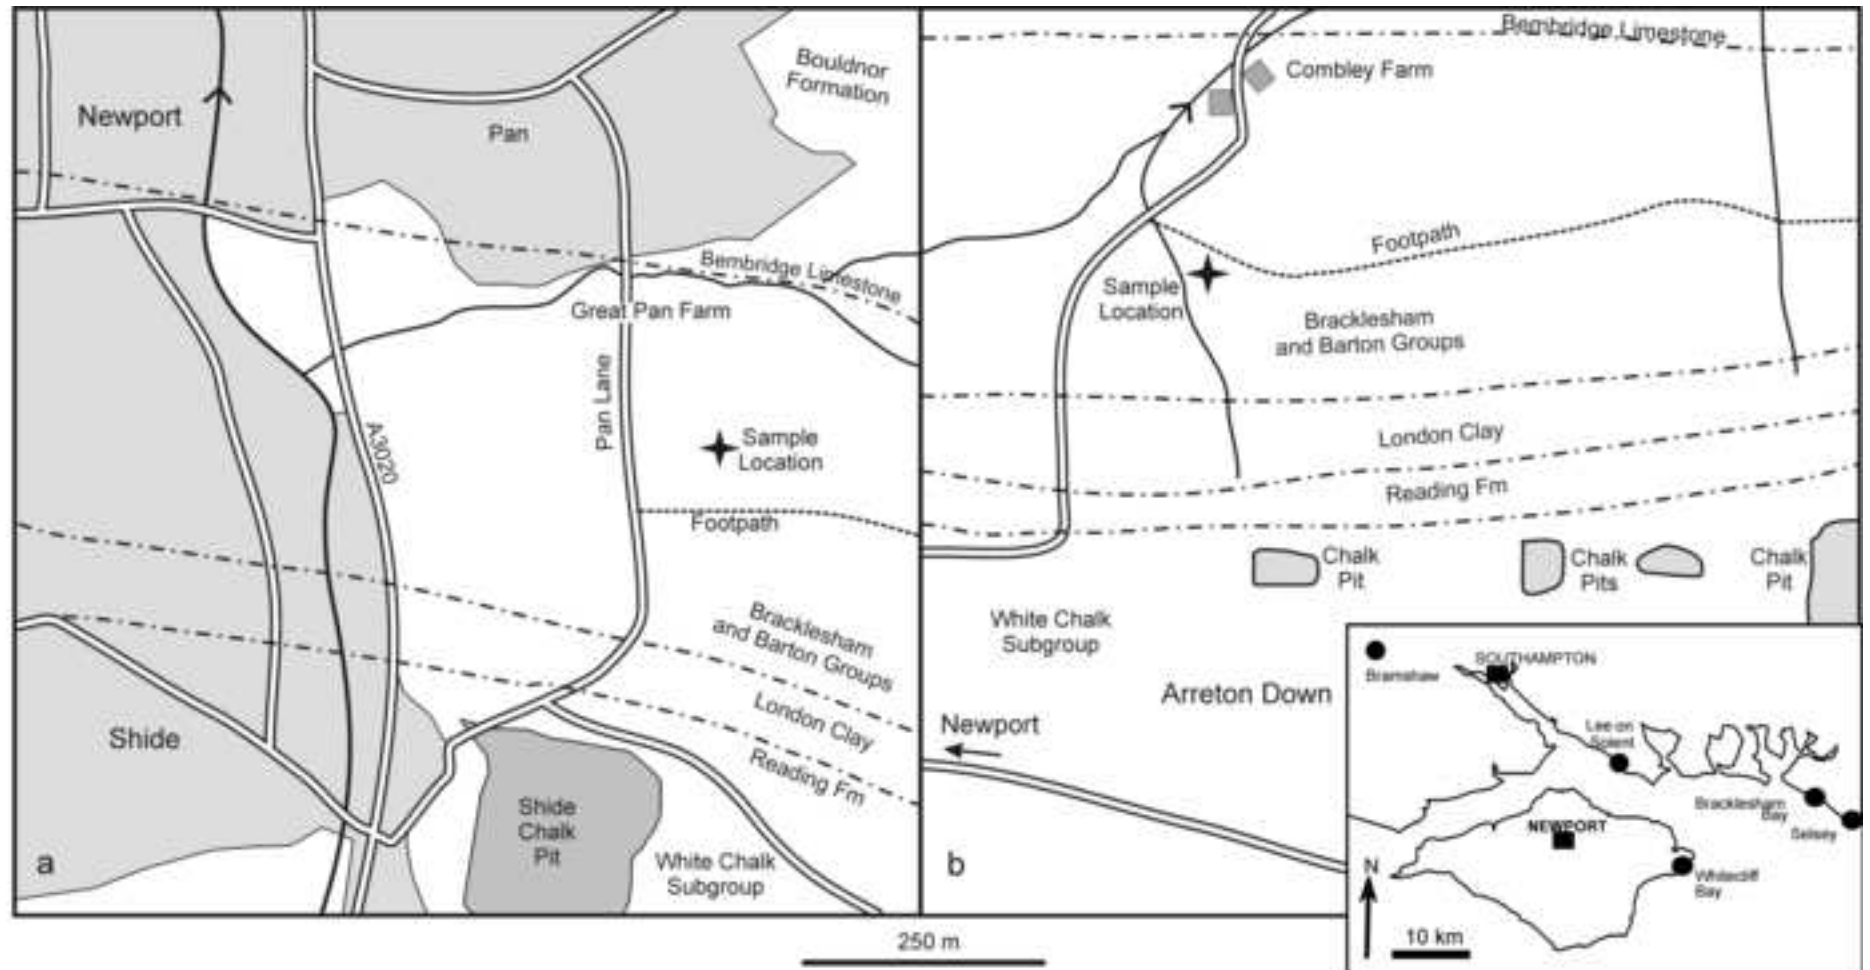 Newport
Pan
Bouldnor
Formation
Bembridge Limestone
Great Pan Farm
Pan Lane
A3020
Sample
Location
Footpath
Bracklesham
and Barton Groups
London Clay
Reading Fm
Shide
Shide
Chalk
Pit
White Chalk
Subgroup
a
Bembridge Limestone
Combley Farm
Footpath
Sample
Location
Bracklesham
and Barton Groups
London Clay
Reading Fm
Chalk
Pit
Chalk
Pits
Chalk
Pit
White Chalk
Subgroup
Arreton Down
Newport
b
SOUTHAMPTON
Bramshaw
Lee on
Solent
Bracklesham
Bay
Selsey
NEWPORT
Whitecliff
Bay
N
10 km
250 m